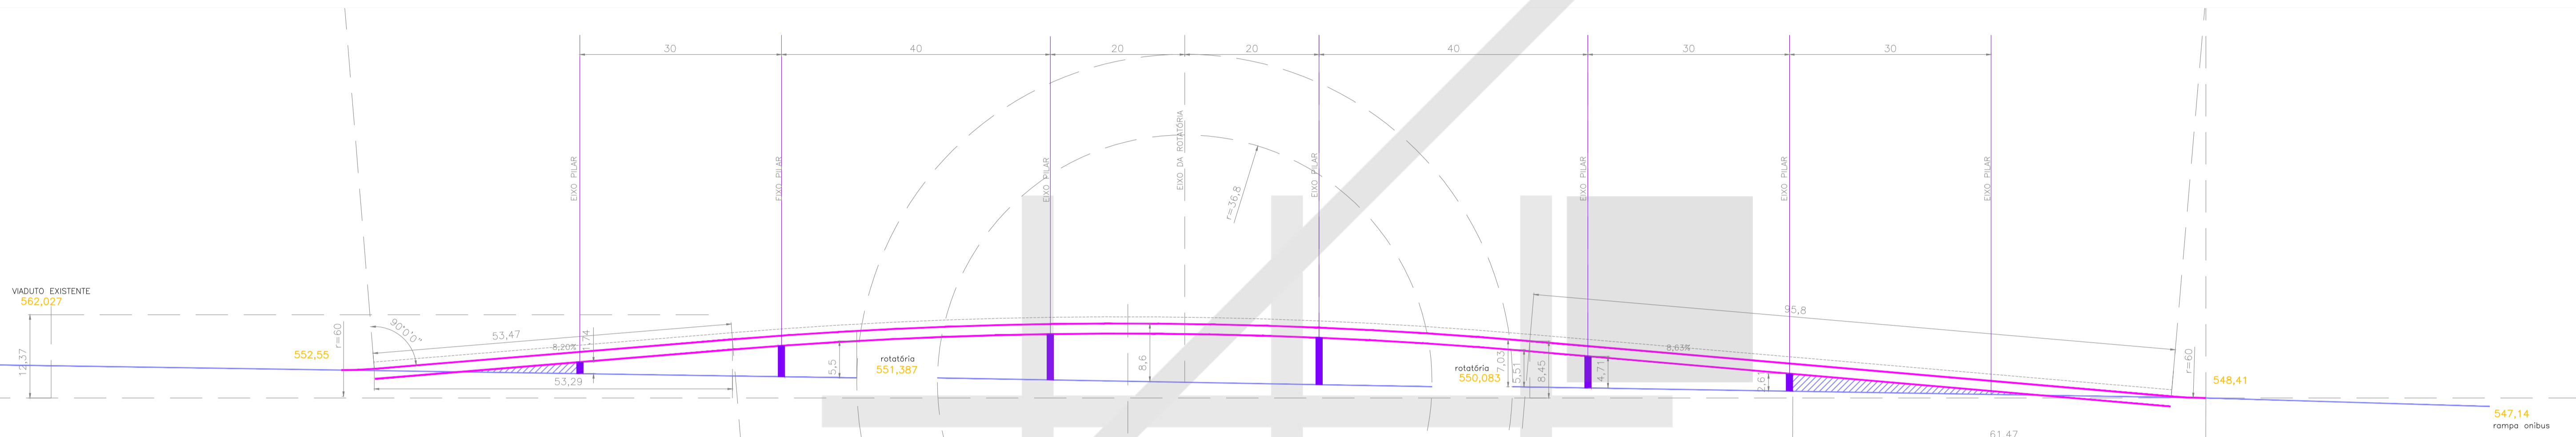 30
40
20
20
40
30
30
EIXO PILAR
EIXO PILAR
EIXO PILAR
EIXO DA ROTATÓRIA
EIXO PILAR
EIXO PILAR
EIXO PILAR
EIXO PILAR
r=36,8
VIADUTO EXISTENTE
562,027
12,37
552,55
r=60
90°0'0"
53,47
8,20%
53,29
5,5
rotatória
551,387
8,6
rotatória
550,083
7,03
5,51
8,45
4,71
8,63%
95,8
r=60
548,41
547,14
rampa onibus
61,47